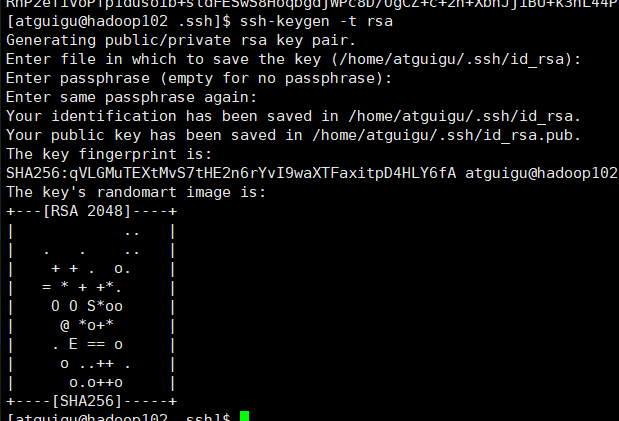 [atguigu@hadoop102 .ssh]$ ssh-keygen -t rsa
Generating public/private rsa key pair.
Enter file in which to save the key (/home/atguigu/.ssh/id_rsa):
Enter passphrase (empty for no passphrase):
Enter same passphrase again:
Your identification has been saved in /home/atguigu/.ssh/id_rsa.
Your public key has been saved in /home/atguigu/.ssh/id_rsa.pub.
The key fingerprint is:
SHA256:qVLGMuTEXtMvS7tHE2n6rYvI9waXTFaxitpD4HLY6fA atguigu@hadoop102
The key's randomart image is:
+---[RSA 2048]----+
|            ..   |
|   .   .    ..   |
|    + + .  o.    |
|   = * + +*.     |
|    O O S*oo     |
|     @ *o+*      |
|    . E == o     |
|     o ..++ .    |
|      o.o++o     |
+----[SHA256]-----+
[atguigu@hadoop102 .ssh]$